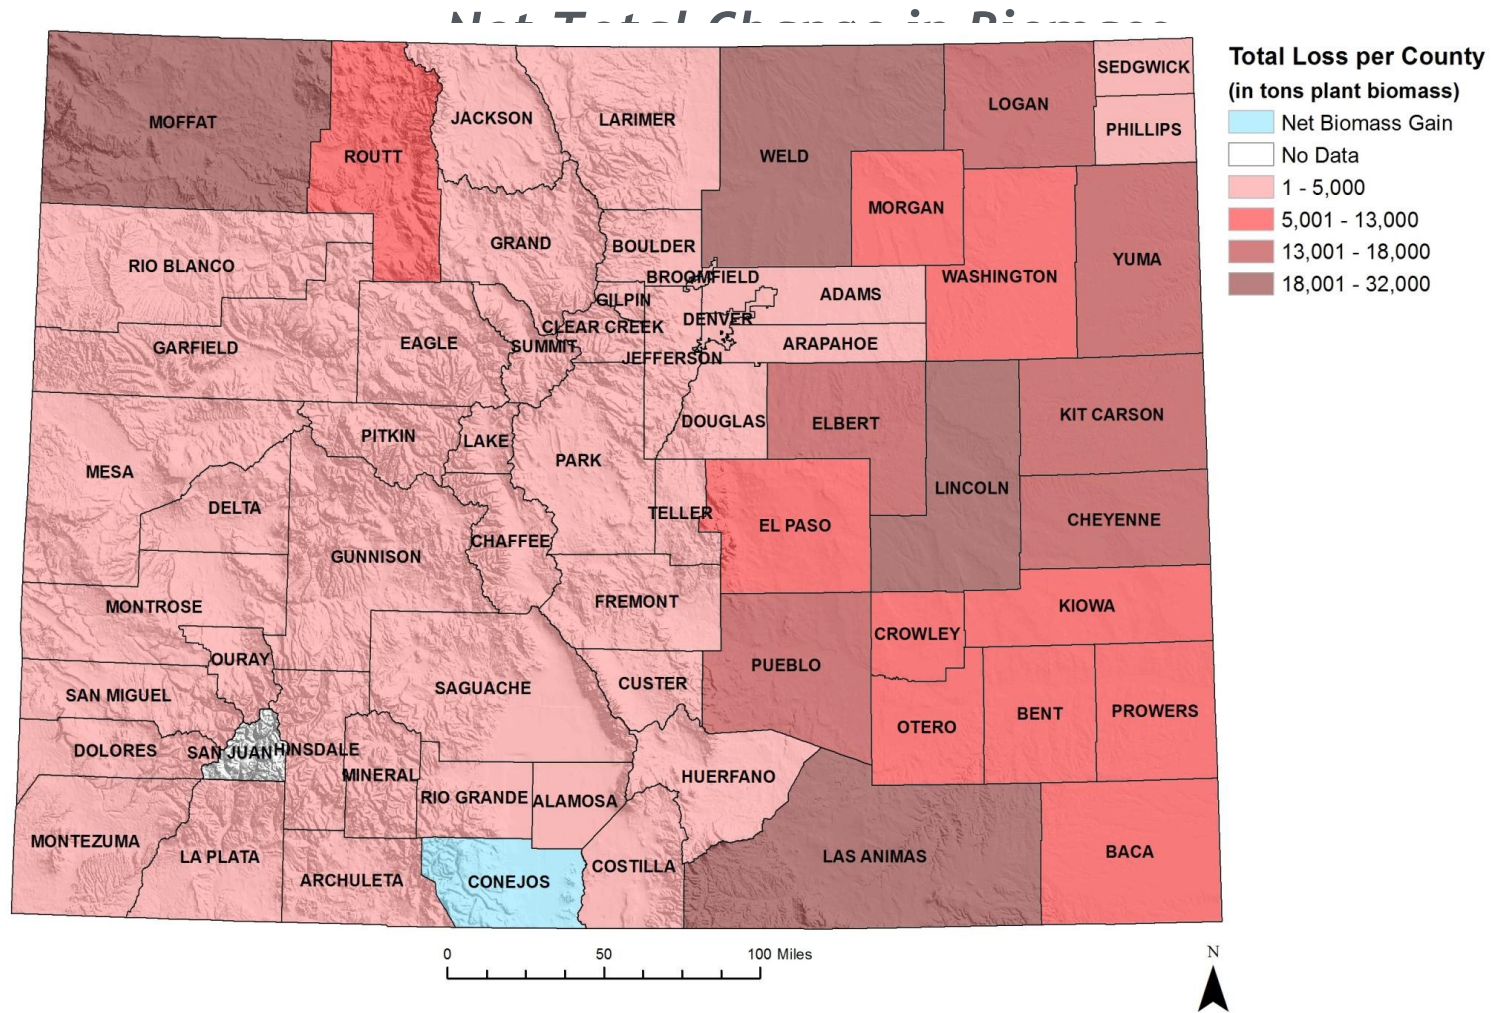 Net Total Change in Biomass
Total Loss per County
(in tons plant biomass)
Net Biomass Gain
No Data
1 - 5,000
5,001 - 13,000
13,001 - 18,000
18,001 - 32,000
MOFFAT
ROUTT
JACKSON
LARIMER
WELD
LOGAN
SEDGWICK
PHILLIPS
MORGAN
WASHINGTON
YUMA
RIO BLANCO
GRAND
BOULDER
BROOMFIELD
GILPIN
ADAMS
CLEAR CREEK
DENVER
GARFIELD
EAGLE
SUMMIT
JEFFERSON
ARAPAHOE
MESA
PITKIN
LAKE
PARK
DOUGLAS
ELBERT
LINCOLN
KIT CARSON
DELTA
GUNNISON
CHAFFEE
TELLER
EL PASO
CHEYENNE
MONTROSE
FREMONT
CROWLEY
KIOWA
OURAY
SAN MIGUEL
SAGUACHE
CUSTER
PUEBLO
OTERO
BENT
PROWERS
DOLORES
SAN JUAN
HINSDALE
MINERAL
RIO GRANDE
ALAMOSA
HUERFANO
MONTEZUMA
LA PLATA
ARCHULETA
CONEJOS
COSTILLA
LAS ANIMAS
BACA
0 50 100 Miles
N